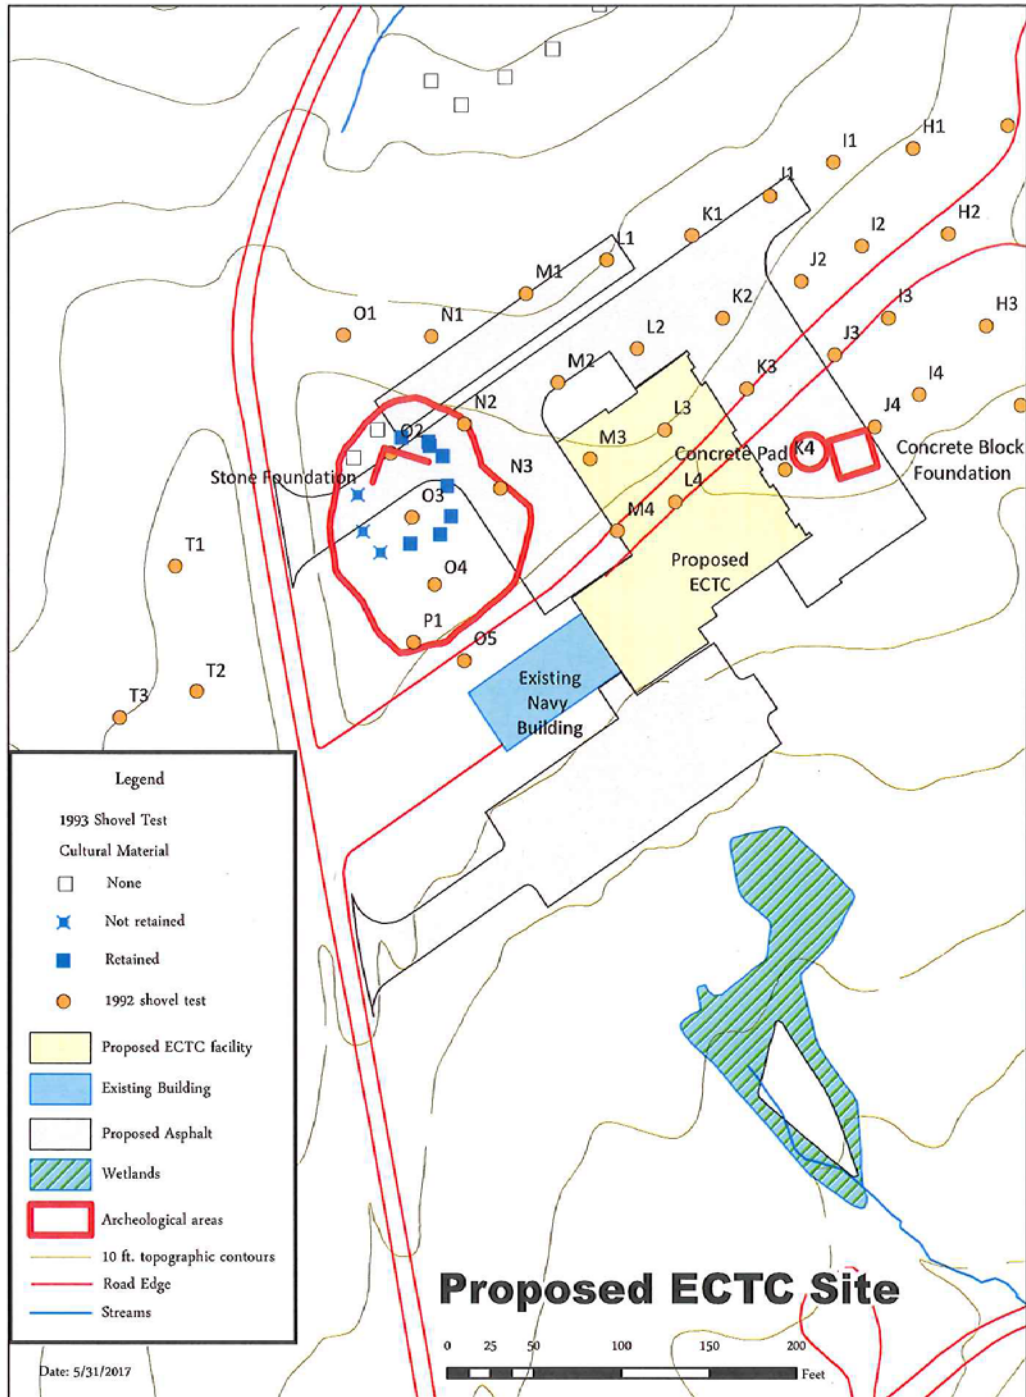 H1
I1
I1
H2
K1
I2
L1
J2
M1
I3
K2
H3
O1
N1
L2
J3
M2
K3
I4
N2
J4
L3
O2
M3
Concrete Pad
K4
Concrete Block
Foundation
Stone Foundation
N3
L4
O3
M4
T1
Proposed
ECTC
O4
P1
O5
Existing
Navy
Building
T2
T3
Legend
1993 Shovel Test
Cultural Material
None
Not retained
Retained
1992 shovel test
Proposed ECTC facility
Existing Building
Proposed Asphalt
Wetlands
Archeological areas
10 ft. topographic contours
Road Edge
Streams
Date: 5/31/2017
Proposed ECTC Site
0 25 50 100 150 200
Feet